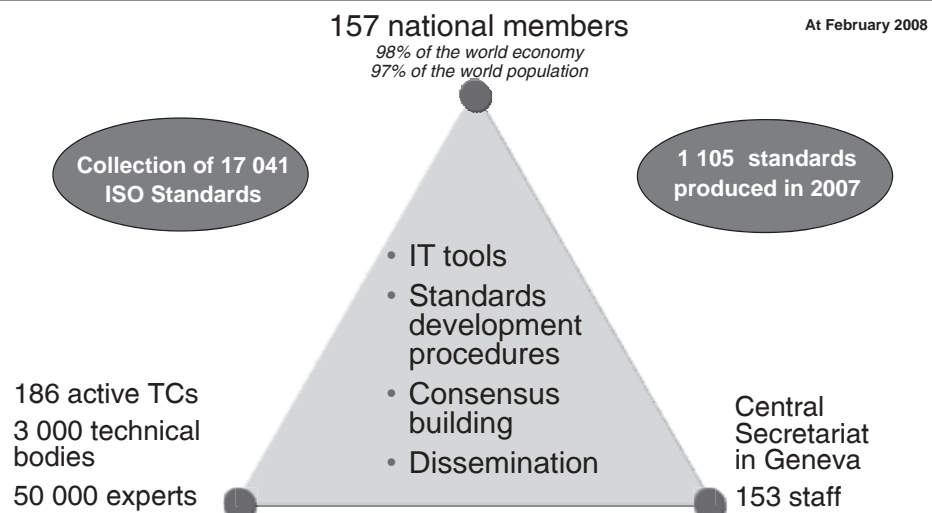 157 national members
At February 2008
98% of the world economy
97% of the world population
Collection of 17 041
ISO Standards
1 105 standards
produced in 2007
• IT tools
• Standards
development
procedures
• Consensus
building
• Dissemination
186 active TCs
3 000 technical
bodies
50 000 experts
Central
Secretariat
in Geneva
153 staff